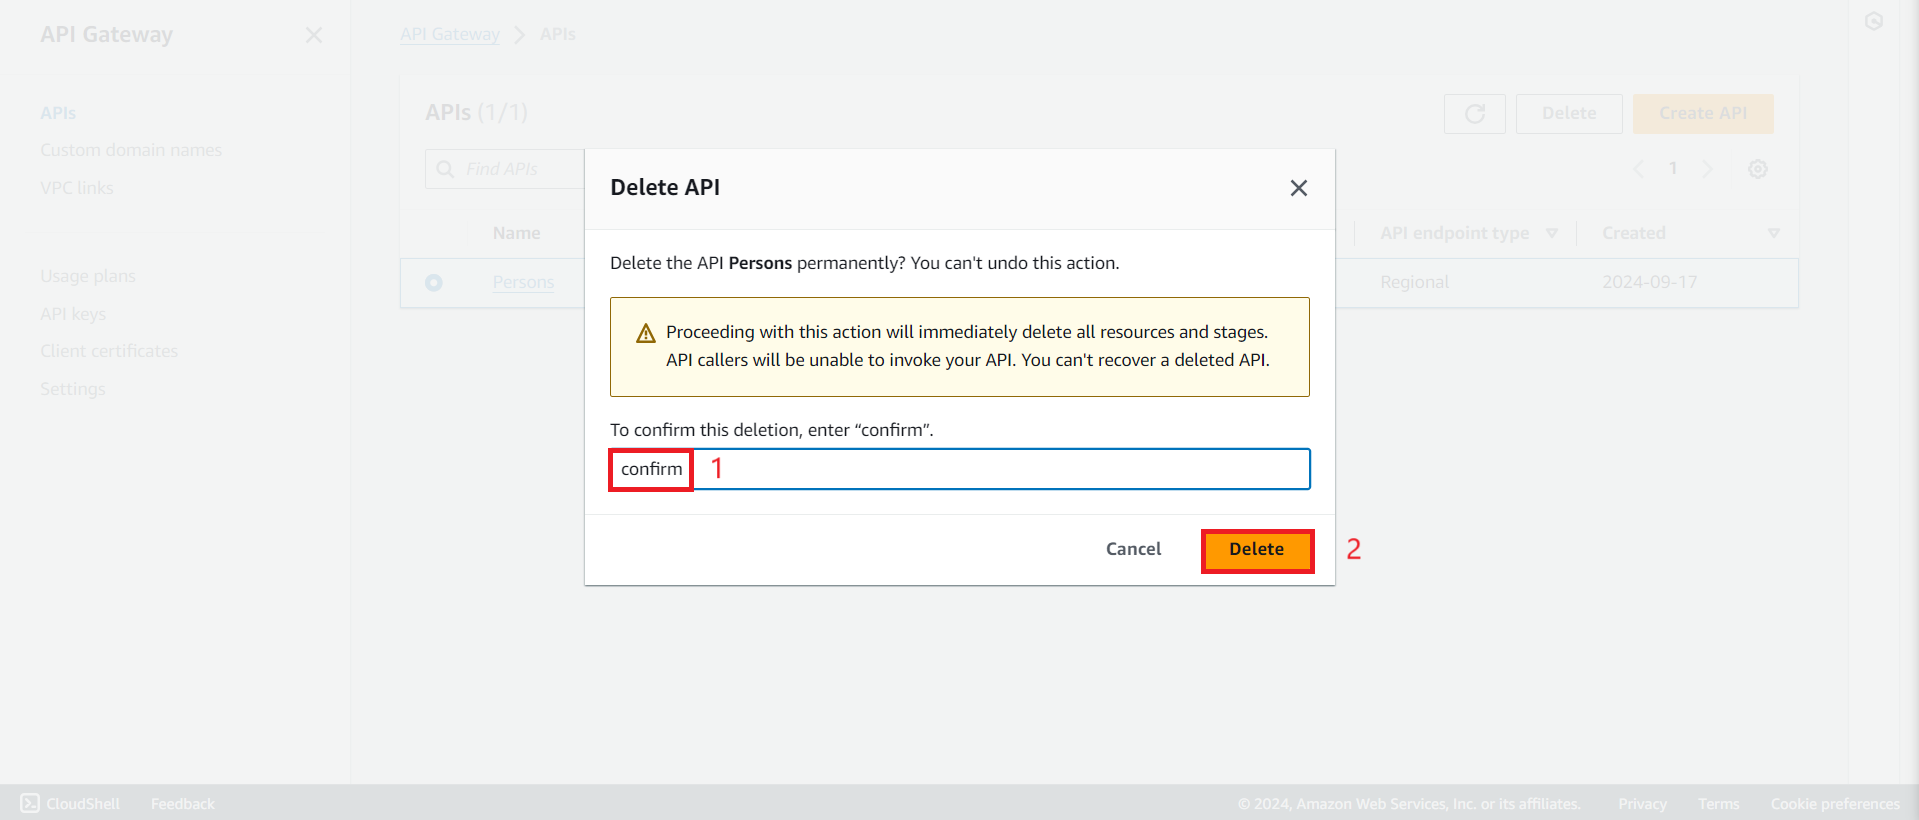 API Gateway
APIs
Custom domain names
VPC links
Usage plans
API keys
Client certificates
Settings
API Gateway > APIs
APIs (1/1)
Delete
Create API
Find APIs
1
Name
API endpoint type
Created
Persons
Regional
2024-09-17
Delete API
Delete the API Persons permanently? You can't undo this action.
Proceeding with this action will immediately delete all resources and stages.
API callers will be unable to invoke your API. You can't recover a deleted API.
To confirm this deletion, enter “confirm”.
confirm 1
Cancel
Delete 2
CloudShell
Feedback
© 2024, Amazon Web Services, Inc. or its affiliates.
Privacy
Terms
Cookie preferences